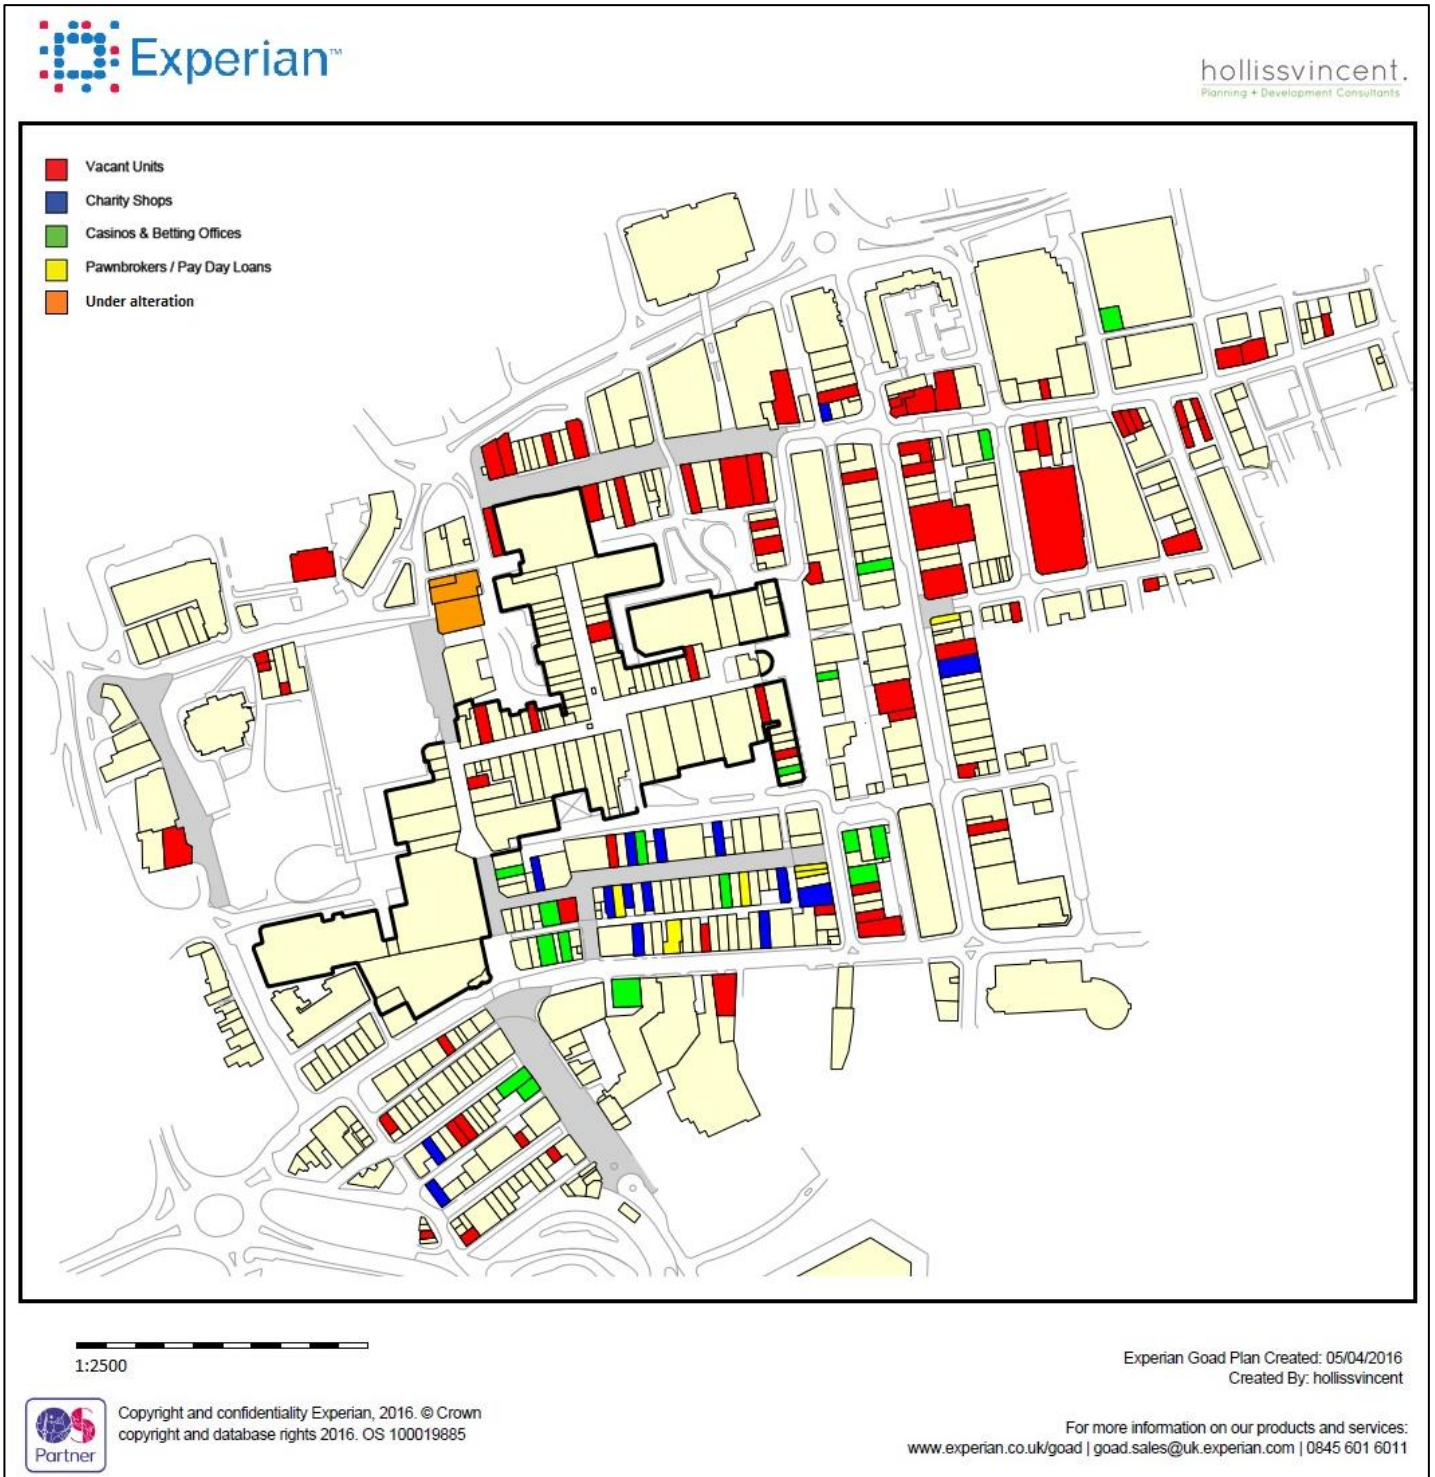 Experian™
hollissvincent.
Planning + Development Consultants
Vacant Units
Charity Shops
Casinos & Betting Offices
Pawnbrokers / Pay Day Loans
Under alteration
1:2500
Experian Goad Plan Created: 05/04/2016
Created By: hollissvincent
OS
Partner
Copyright and confidentiality Experian, 2016. © Crown
copyright and database rights 2016. OS 100019885
For more information on our products and services:
www.experian.co.uk/goad | goad.sales@uk.experian.com | 0845 601 6011